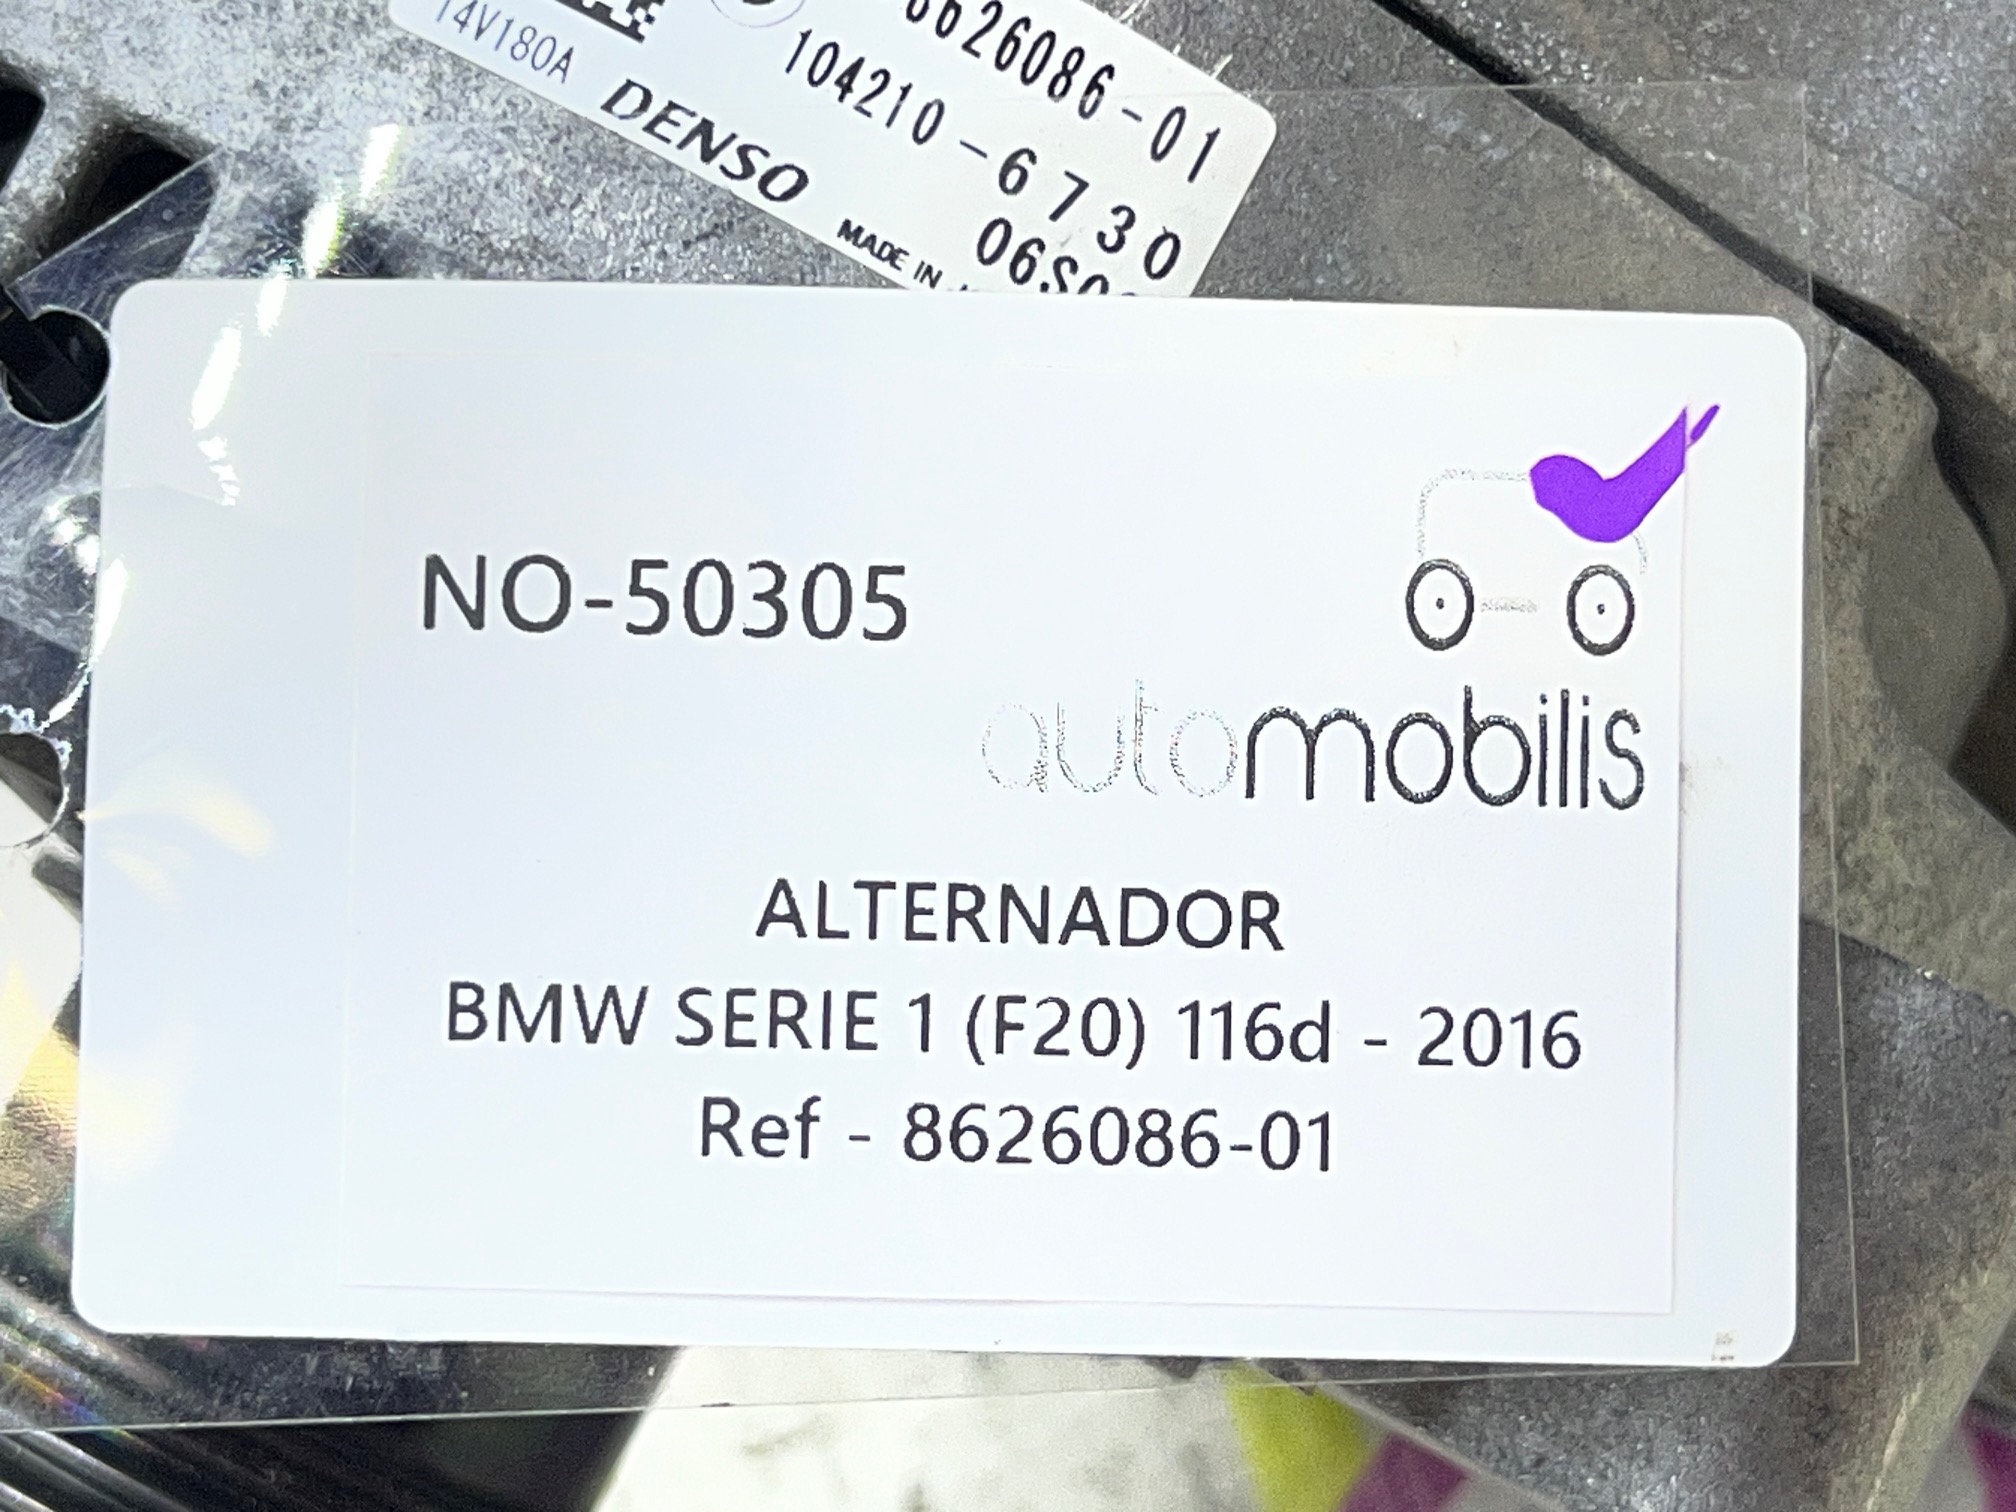 8626086-01
104210-6730
14V180A
DENSO
MADE IN
NO-50305
automobilis
ALTERNADOR
BMW SERIE 1 (F20) 116d - 2016
Ref - 8626086-01